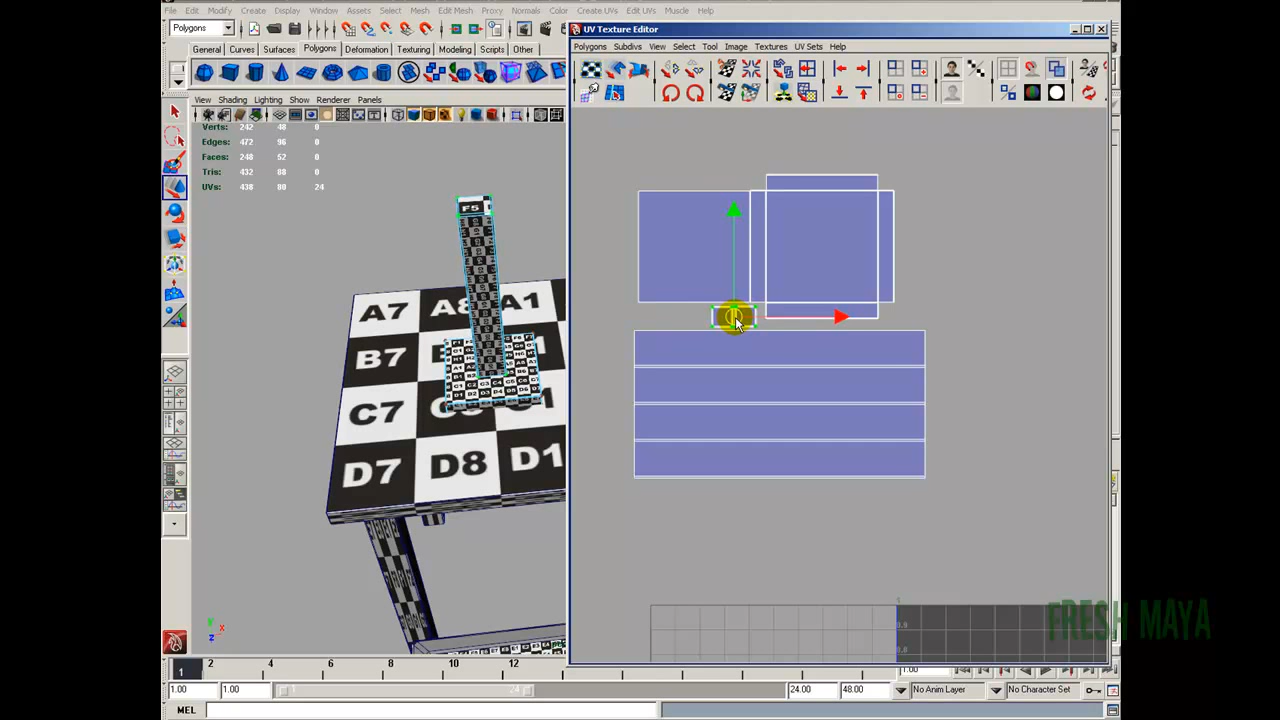 File Edit Modify Create Display Window Assets Select Mesh Edit Mesh Proxy Normals Color Create UVs Edit UVs Muscle Help
Polygons
UV Texture Editor
Polygons Subdivs View Select Tool Image Textures UV Sets Help
General Curves Surfaces Polygons Deformation Texturing Modeling Scripts Other
View Shading Lighting Show Renderer Panels
Verts: 242 48 0
Edges: 472 96 0
Faces: 248 52 0
Tris: 432 88 0
UVs: 438 80 24
F5
A7 A8 A1
B7
C7
D7 D8 D1
FRESH MAYA
1 2 4 6 8 10 12 1.00
1.00 1.00 1 24 24.00 48.00 No Anim Layer No Character Set
MEL